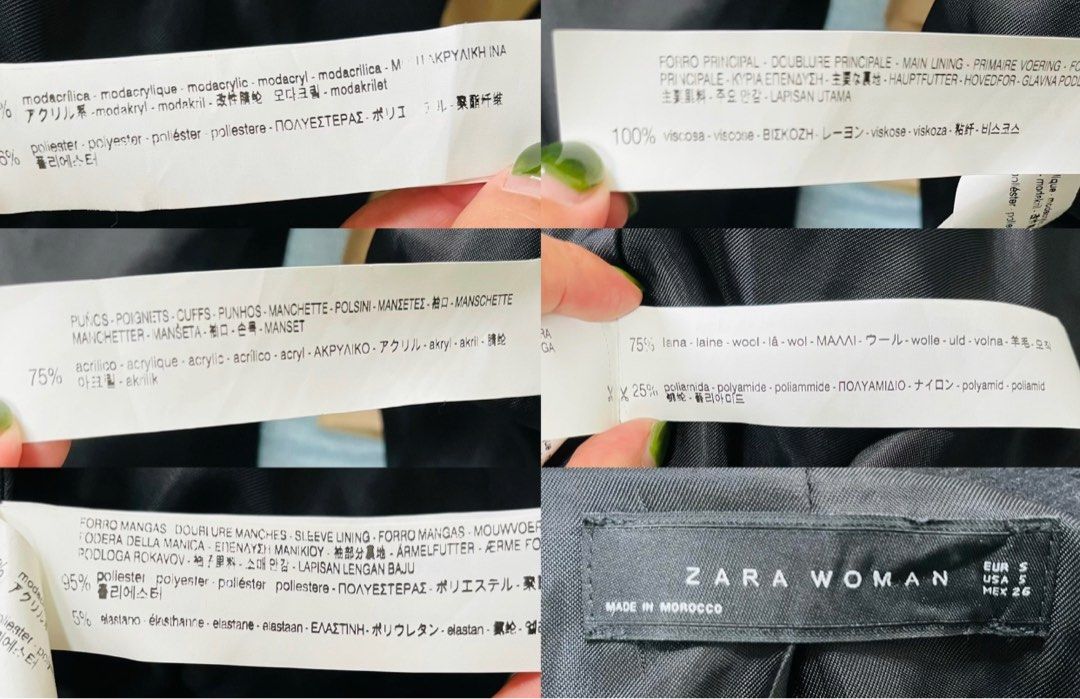 % modacrílica - modacrylique - modacrylic - modacryl - modacrilica - Μ ΑΚΡΥΛΙΚΗ ΙΝΑ
アクリル系 - modakryl - modakril - 改性腈纶 모다크릴 - modakrilet
% poliester - polyester - poliéster - poliestere - ΠΟΛΥΕΣΤΕΡΑΣ - ポリエ テル - 聚酯纤维
폴리에스터
FORRO PRINCIPAL - DOUBLURE PRINCIPALE - MAIN LINING - PRIMAIRE VOERING - FO
PRINCIPALE - ΚΥΡΙΑ ΕΠΕΝΔΥΣΗ - 主要な裏地 - HAUPTFUTTER - HOVEDFOR - GLAVNA POD
主要里料 - 주요 안감 - LAPISAN UTAMA
100% viscosa - viscose - ΒΙΣΚΟΖΗ - レーヨン - viskose - viskoza - 粘纤 - 비스코스
PUÑOS - POIGNETS - CUFFS - PUNHOS - MANCHETTE - POLSINI - ΜΑΝΣΕΤΕΣ - 袖口 - MANSCHETTE
MANCHETTER - MANŠETA - 袖口 - 손목 - MANSET
75% acrílico - acrylique - acrylic - acrílico - acryl - ΑΚΡΥΛΙΚΟ - アクリル - akryl - akril - 腈纶
아크릴 - akrilik
75% lana - laine - wool - lã - wol - ΜΑΛΛΙ - ウール - wolle - uld - volna - 羊毛 - 모직
25% poliamida - polyamide - poliammide - ΠΟΛΥΑΜΙΔΙΟ - ナイロン - polyamid - poliamid
锦纶 - 폴리아미드
FORRO MANGAS DOUBLURE MANCHES - SLEEVE LINING - FORRO MANGAS - MOUWVOER
FODERA DELLA MANICA - ΕΠΕΝΔΥΣΗ ΜΑΝΙΚΙΟΥ - 袖部分裏地 - ÄRMELFUTTER - ÆRME FO
PODLOGA ROKAVOV - 袖子里料 - 소매 안감 - LAPISAN LENGAN BAJU
95% poliester polyester - poliéster poliestere - ΠΟΛΥΕΣΤΕΡΑΣ - ポリエステル - 聚
폴리에스터
5% elastano - élasthanne - elastane - elastaan - ΕΛΑΣΤΙΝΗ - ポリウレタン - elastan - 氨纶
ZARA WOMAN
EUR S
USA S
MEX 26
MADE IN MOROCCO